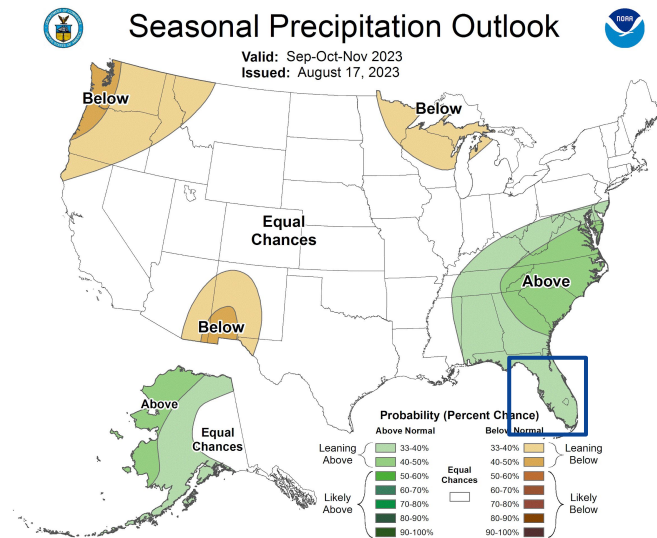 Seasonal Precipitation Outlook
NOAA
Valid: Sep-Oct-Nov 2023
Issued: August 17, 2023
Below
Below
Equal
Chances
Below
Above
Above
Equal
Chances
Probability (Percent Chance)
Above Normal
Below Normal
Leaning
Above
33-40%
40-50%
Likely
Above
50-60%
60-70%
70-80%
80-90%
90-100%
Equal
Chances
33-40%
40-50%
Leaning
Below
50-60%
60-70%
70-80%
80-90%
90-100%
Likely
Below